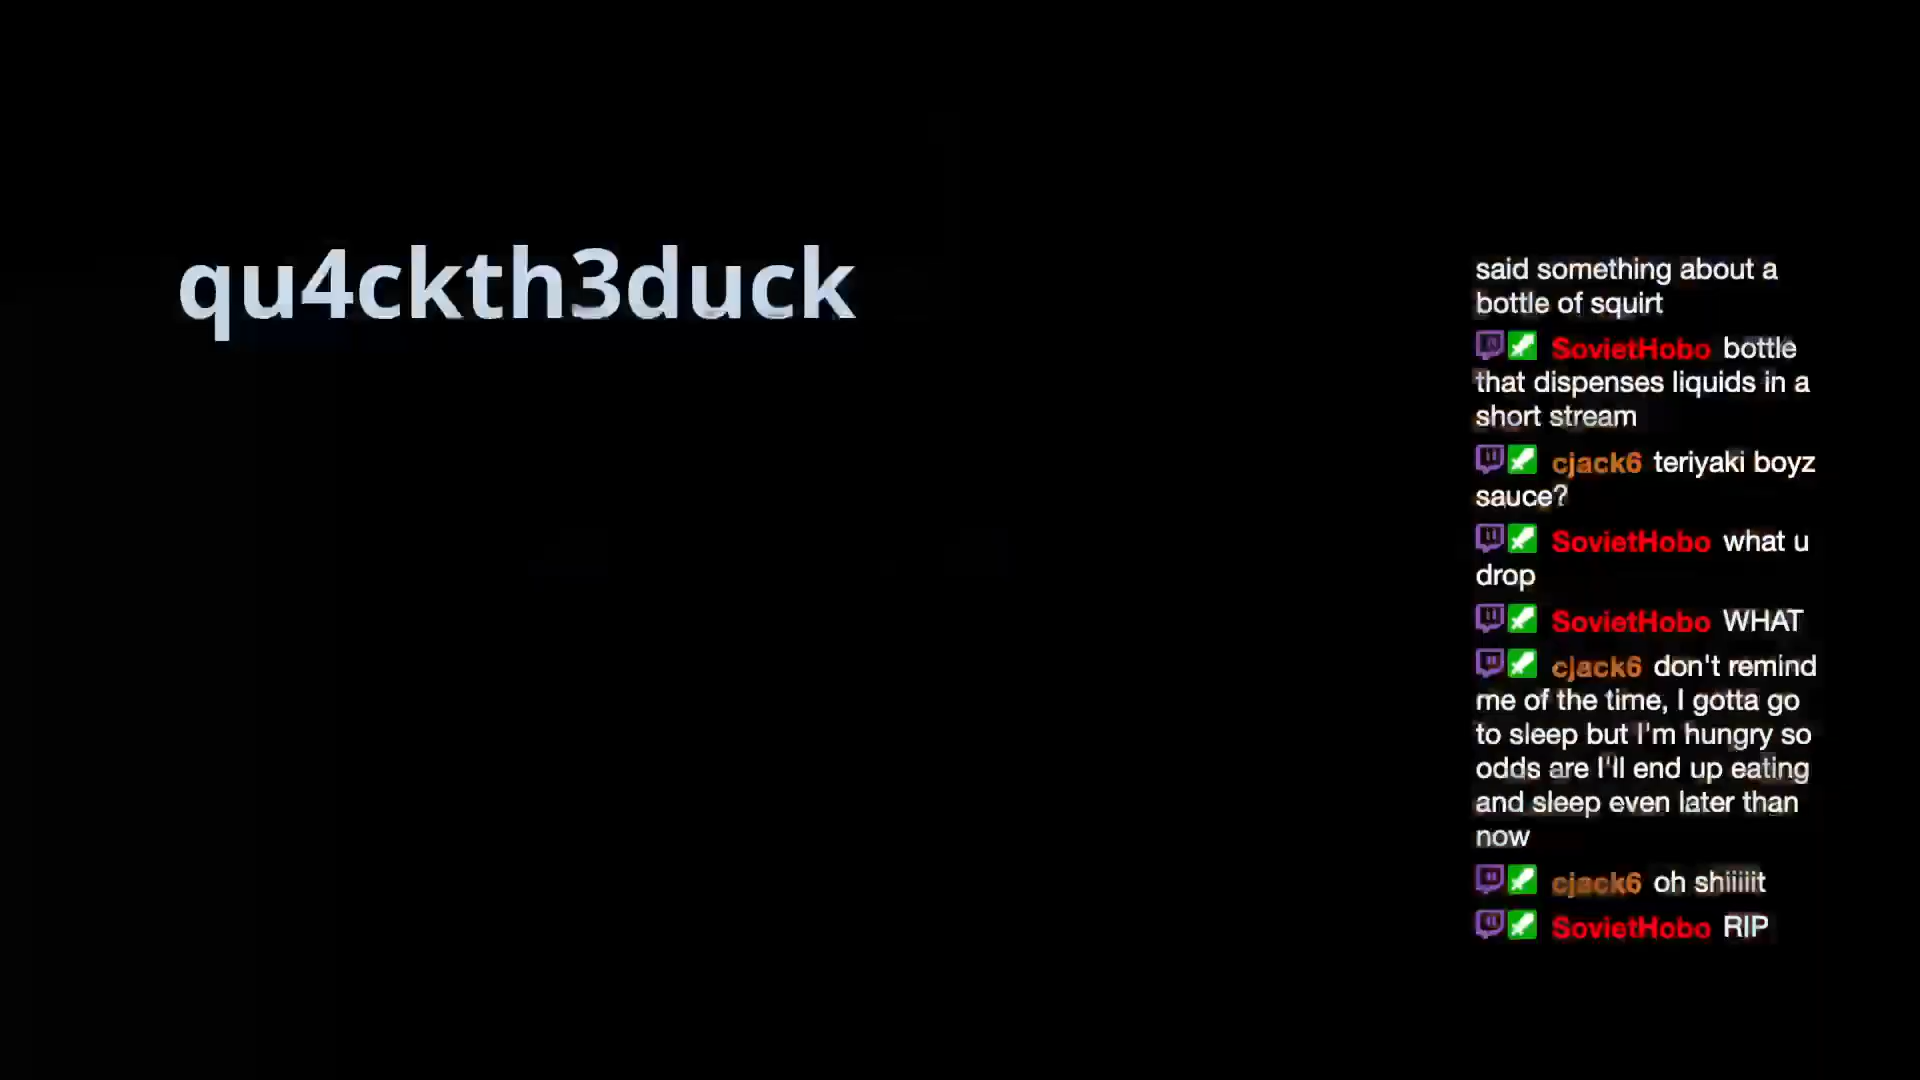 qu4ckth3duck
said something about a
bottle of squirt
SovietHobo bottle
that dispenses liquids in a
short stream
cjack6 teriyaki boyz
sauce?
SovietHobo what u
drop
SovietHobo WHAT
cjack6 don't remind
me of the time, I gotta go
to sleep but I'm hungry so
odds are I'll end up eating
and sleep even later than
now
cjack6 oh shiiiiit
SovietHobo RIP